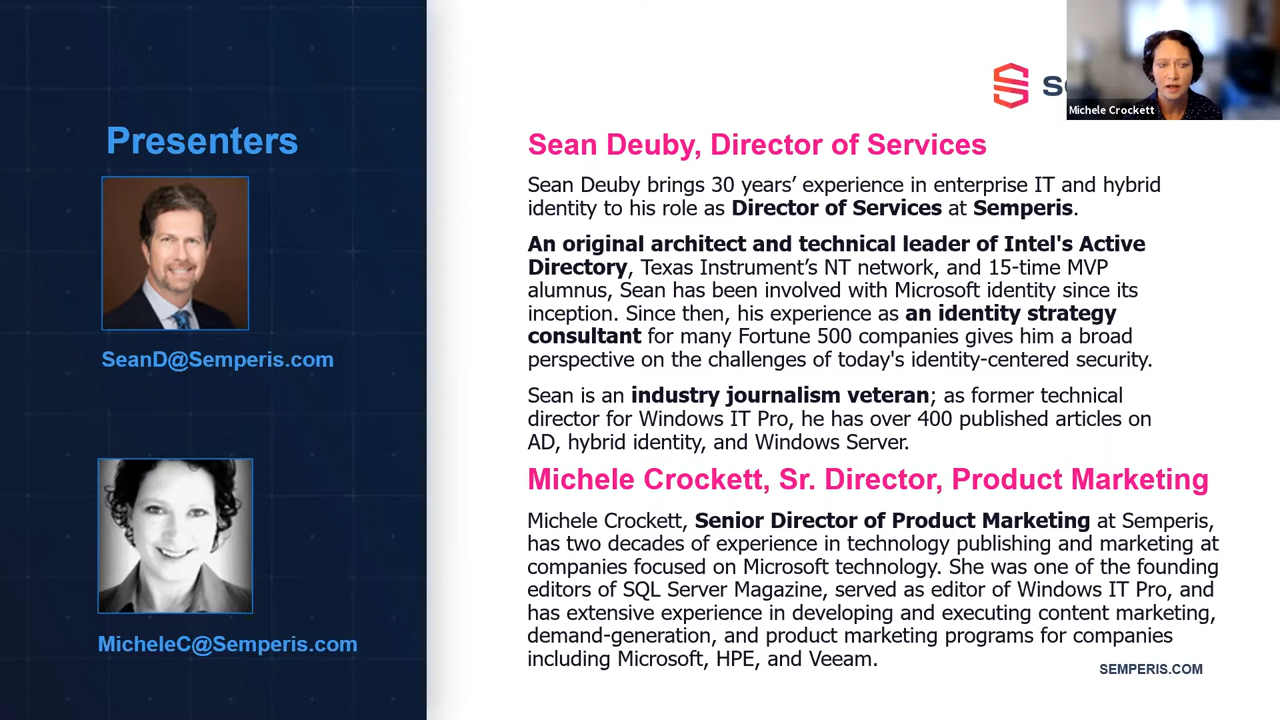 Presenters
SeanD@Semperis.com
MicheleC@Semperis.com
Michele Crockett
Sean Deuby, Director of Services
Sean Deuby brings 30 years’ experience in enterprise IT and hybrid
identity to his role as Director of Services at Semperis.
An original architect and technical leader of Intel's Active
Directory, Texas Instrument’s NT network, and 15-time MVP
alumnus, Sean has been involved with Microsoft identity since its
inception. Since then, his experience as an identity strategy
consultant for many Fortune 500 companies gives him a broad
perspective on the challenges of today's identity-centered security.
Sean is an industry journalism veteran; as former technical
director for Windows IT Pro, he has over 400 published articles on
AD, hybrid identity, and Windows Server.
Michele Crockett, Sr. Director, Product Marketing
Michele Crockett, Senior Director of Product Marketing at Semperis,
has two decades of experience in technology publishing and marketing at
companies focused on Microsoft technology. She was one of the founding
editors of SQL Server Magazine, served as editor of Windows IT Pro, and
has extensive experience in developing and executing content marketing,
demand-generation, and product marketing programs for companies
including Microsoft, HPE, and Veeam.
SEMPERIS.COM